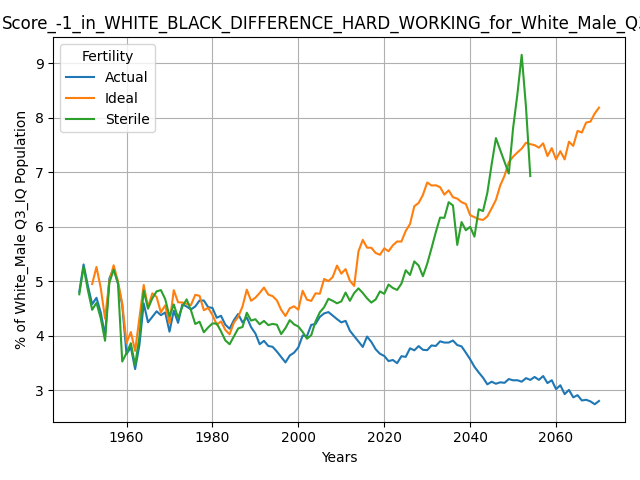 Score_-1_in_WHITE_BLACK_DIFFERENCE_HARD_WORKING_for_White_Male_Q3
Fertility
Actual
Ideal
Sterile
% of White_Male Q3_IQ Population
9
8
7
6
5
4
3
1960
1980
2000
2020
2040
2060
Years